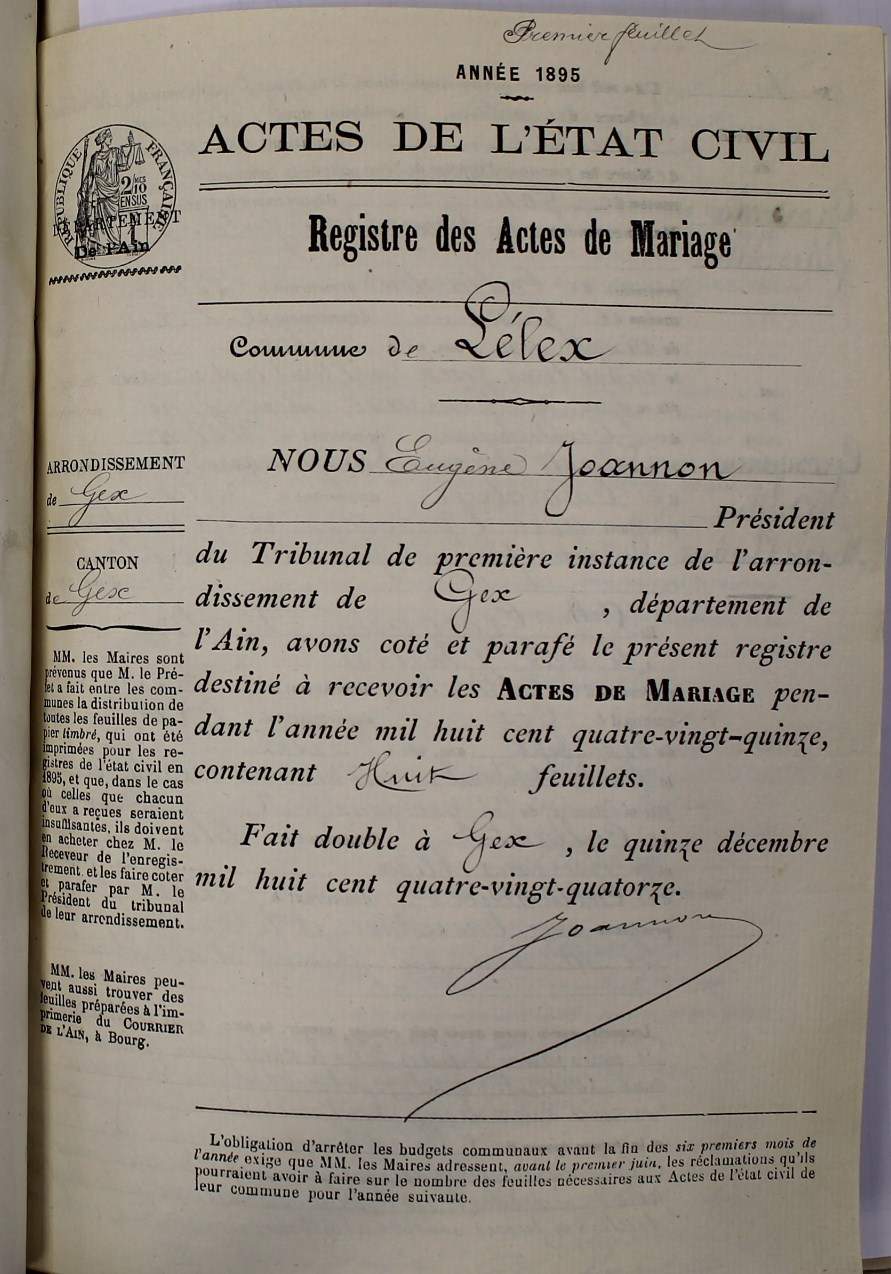 Premier feuillet
ANNÉE 1895
ACTES DE L'ÉTAT CIVIL
RÉPUBLIQUE FRANÇAISE
2/10
EN SUS
DÉPARTEMENT
De l'Ain
Registre des Actes de Mariage
Commune de Lélex
ARRONDISSEMENT
de Gex
CANTON
de Gex
MM. les Maires sont
prévenus que M. le Pré-
fet a fait entre les com-
munes la distribution de
toutes les feuilles de pa-
pier timbré, qui ont été
imprimées pour les re-
gistres de l'état civil en
1895, et que, dans le cas
où celles que chacun
d'eux a reçues seraient
insuffisantes, ils doivent
en acheter chez M. le
Receveur de l'enregis-
trement, et les faire coter
et parafer par M. le
Président du tribunal
de leur arrondissement.
MM. les Maires peu-
vent aussi trouver des
feuilles préparées à l'im-
primerie du COURRIER
DE L'AIN, à Bourg.
NOUS Eugène Joannon
Président
du Tribunal de première instance de l'arron-
dissement de Gex , département de
l'Ain, avons coté et parafé le présent registre
destiné à recevoir les ACTES DE MARIAGE pen-
dant l'année mil huit cent quatre-vingt-quinze,
contenant Huit feuillets.
Fait double à Gex , le quinze décembre
mil huit cent quatre-vingt-quatorze.
Joannon
L'obligation d'arrêter les budgets communaux avant la fin des six premiers mois de
l'année exige que MM. les Maires adressent, avant le premier juin, les réclamations qu'ils
pourraient avoir à faire sur le nombre des feuilles nécessaires aux Actes de l'état civil de
leur commune pour l'année suivante.